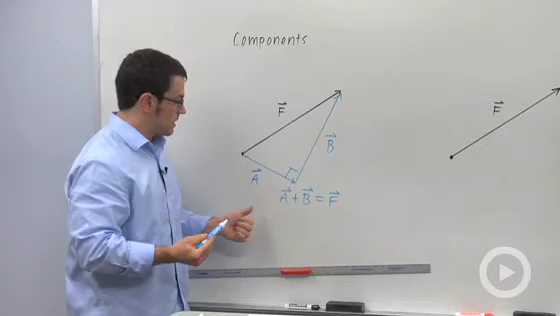 Components
F⃗
F⃗
B⃗
A⃗
A⃗ + B⃗ = F⃗